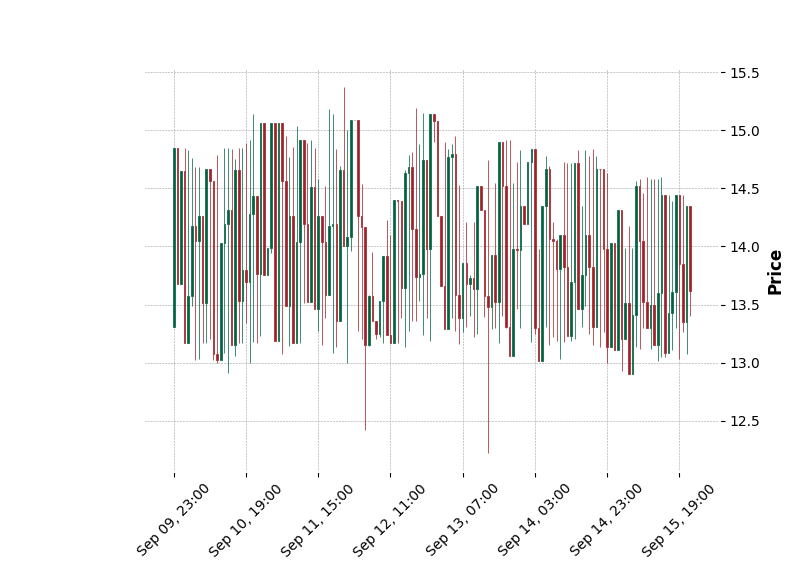 15.5
15.0
14.5
14.0
13.5
13.0
12.5
Price
Sep 09, 23:00
Sep 10, 19:00
Sep 11, 15:00
Sep 12, 11:00
Sep 13, 07:00
Sep 14, 03:00
Sep 14, 23:00
Sep 15, 19:00